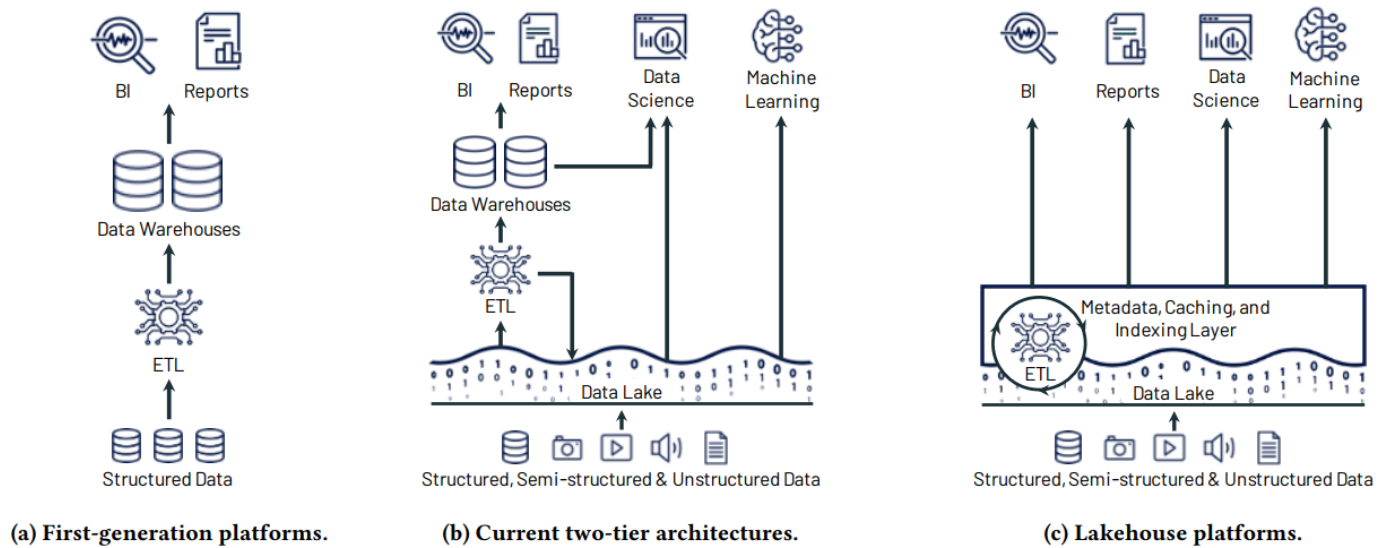 BI
Reports
Data Warehouses
ETL
Structured Data
(a) First-generation platforms.
BI
Reports
Data
Science
Machine
Learning
Data Warehouses
ETL
Data Lake
Structured, Semi-structured & Unstructured Data
(b) Current two-tier architectures.
BI
Reports
Data
Science
Machine
Learning
Metadata, Caching, and
Indexing Layer
ETL
Data Lake
Structured, Semi-structured & Unstructured Data
(c) Lakehouse platforms.